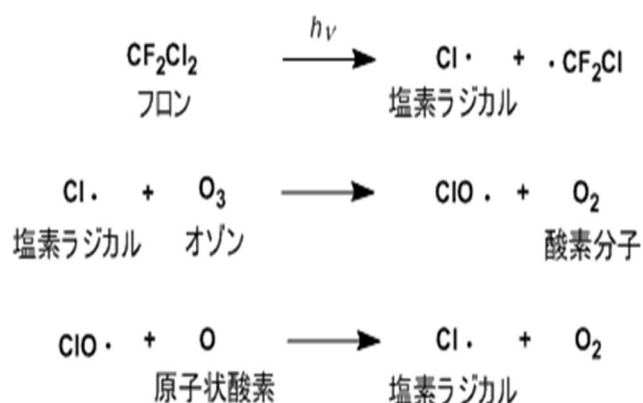 hν
CF₂Cl₂ → Cl・ + ・CF₂Cl
フロン 塩素ラジカル
Cl・ + O₃ → ClO・ + O₂
塩素ラジカル オゾン 酸素分子
ClO・ + O → Cl・ + O₂
原子状酸素 塩素ラジカル